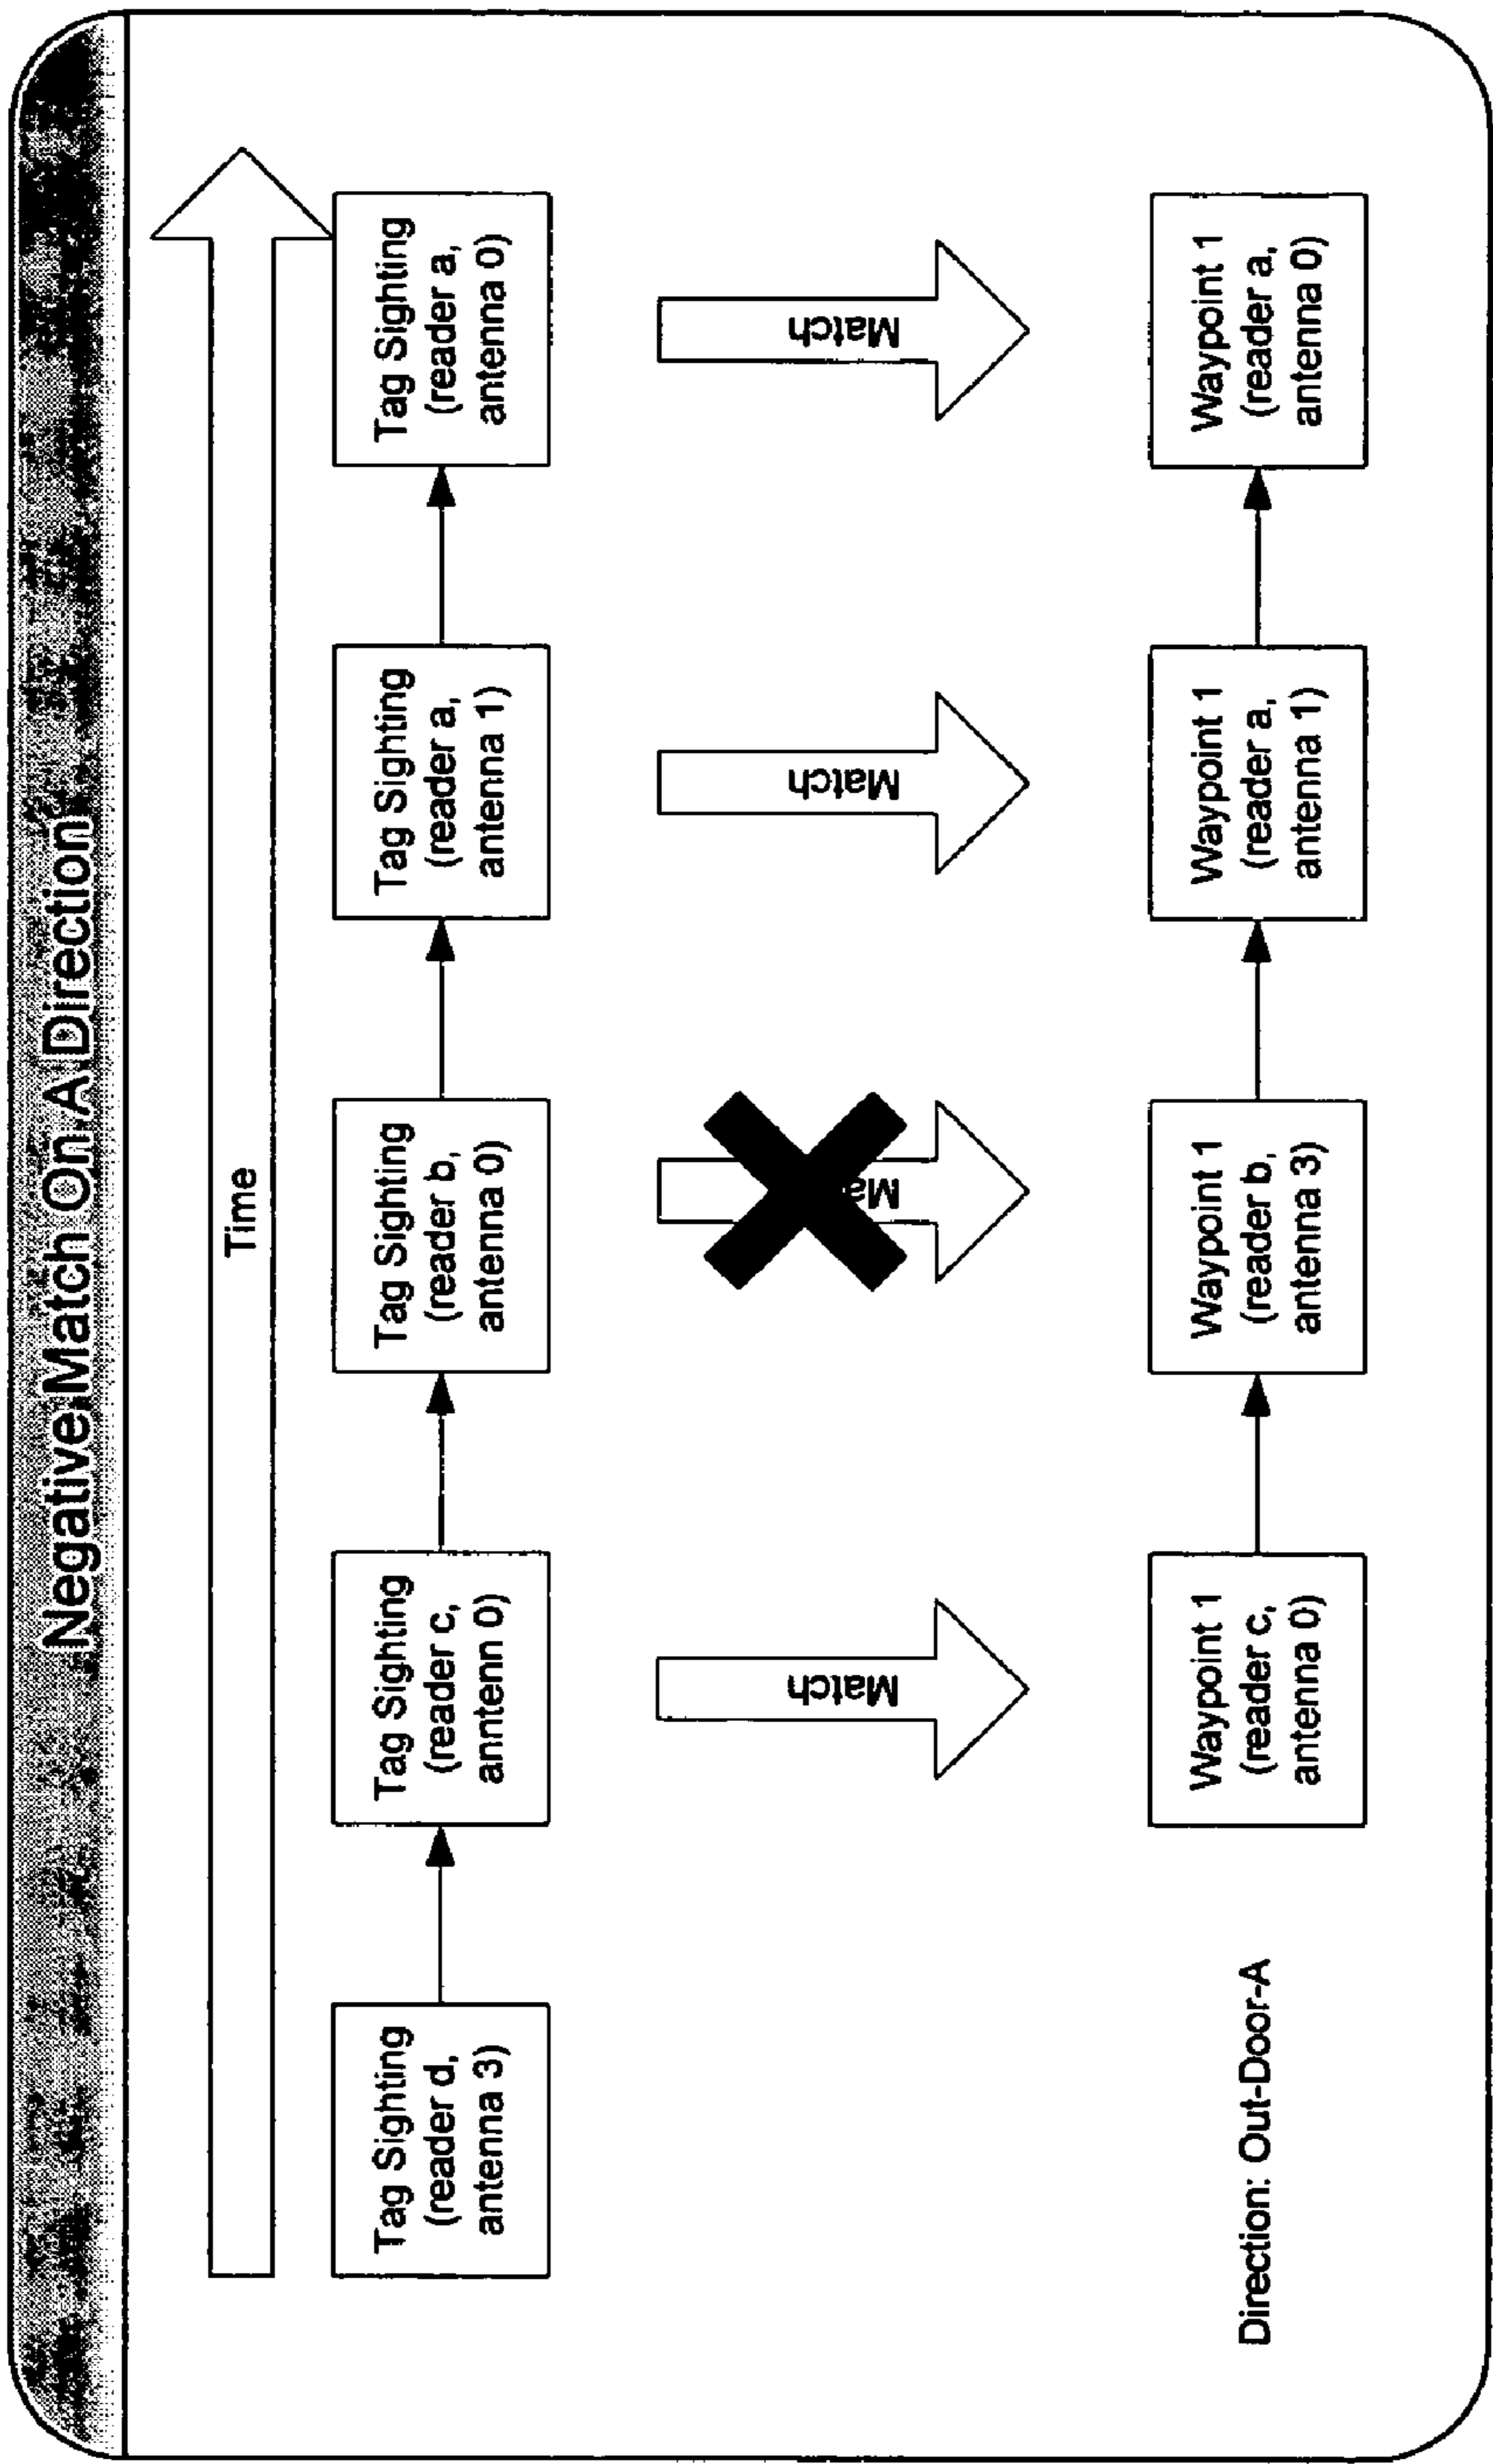 Negative Match On A Direction
Time
Tag Sighting
(reader d,
antenna 3)
Tag Sighting
(reader c,
anntenn 0)
Tag Sighting
(reader b,
antenna 0)
Tag Sighting
(reader a,
antenna 1)
Tag Sighting
(reader a,
antenna 0)
Match
Ma
Match
Match
Direction: Out-Door-A
Waypoint 1
(reader c,
antenna 0)
Waypoint 1
(reader b,
antenna 3)
Waypoint 1
(reader a,
antenna 1)
Waypoint 1
(reader a,
antenna 0)